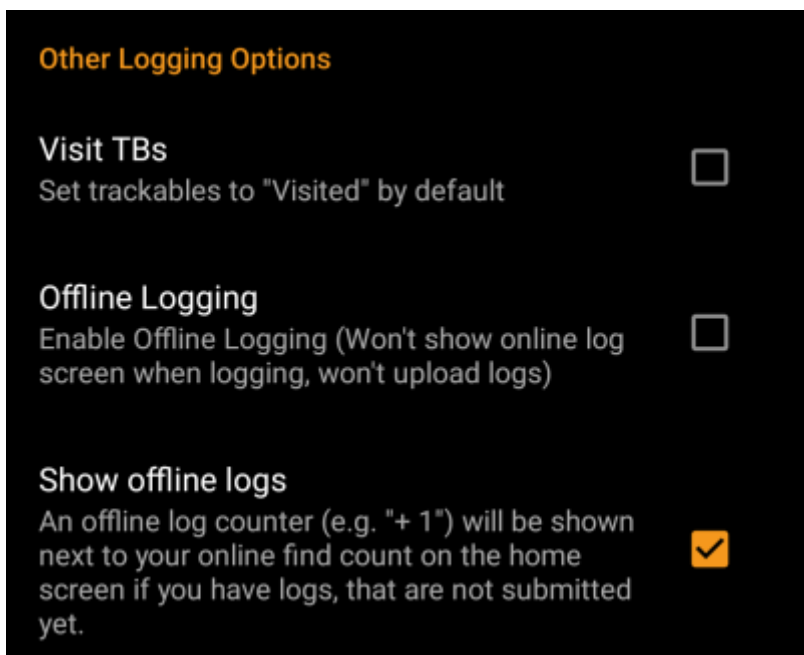 Other Logging Options
Visit TBs
Set trackables to "Visited" by default
Offline Logging
Enable Offline Logging (Won't show online log
screen when logging, won't upload logs)
Show offline logs
An offline log counter (e.g. "+ 1") will be shown
next to your online find count on the home
screen if you have logs, that are not submitted
yet.